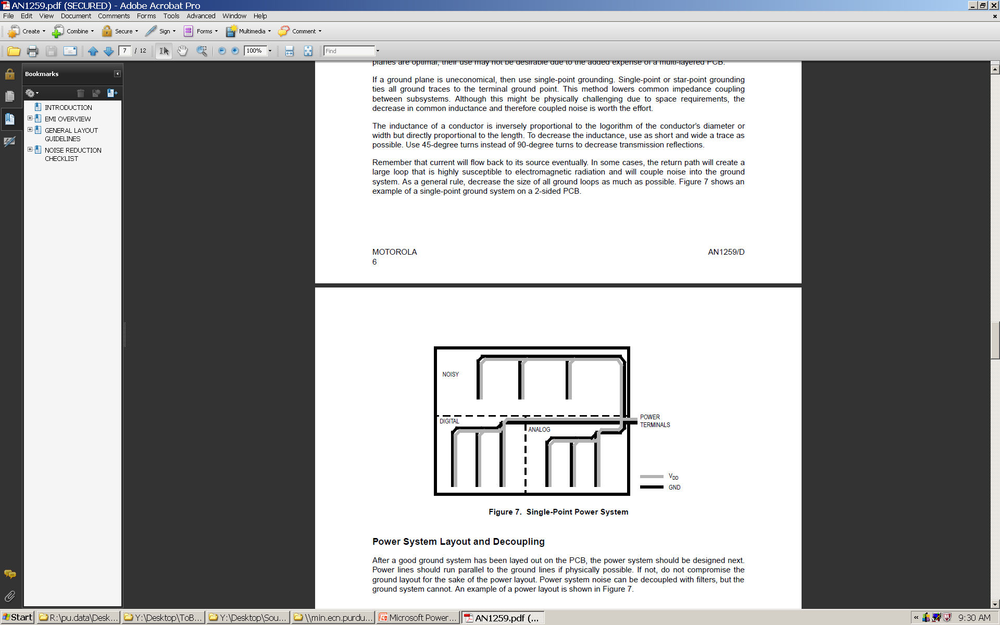 AN1259.pdf (SECURED) - Adobe Acrobat Pro
File Edit View Document Comments Forms Tools Advanced Window Help
Create Combine Secure Sign Forms Multimedia Comment
7 / 12 100% Find
Bookmarks
INTRODUCTION
EMI OVERVIEW
GENERAL LAYOUT
GUIDELINES
NOISE REDUCTION
CHECKLIST
planes are optimal, their use may not be desirable due to the added expense of a multi-layered PCB.
If a ground plane is uneconomical, then use single-point grounding. Single-point or star-point grounding
ties all ground traces to the terminal ground point. This method lowers common impedance coupling
between subsystems. Although this might be physically challenging due to space requirements, the
decrease in common inductance and therefore coupled noise is worth the effort.
The inductance of a conductor is inversely proportional to the logorithm of the conductor's diameter or
width but directly proportional to the length. To decrease the inductance, use as short and wide a trace as
possible. Use 45-degree turns instead of 90-degree turns to decrease transmission reflections.
Remember that current will flow back to its source eventually. In some cases, the return path will create a
large loop that is highly susceptible to electromagnetic radiation and will couple noise into the ground
system. As a general rule, decrease the size of all ground loops as much as possible. Figure 7 shows an
example of a single-point ground system on a 2-sided PCB.
MOTOROLA AN1259/D
6
NOISY
DIGITAL
ANALOG
POWER
TERMINALS
VDD
GND
Figure 7. Single-Point Power System
Power System Layout and Decoupling
After a good ground system has been layed out on the PCB, the power system should be designed next.
Power lines should run parallel to the ground lines if physically possible. If not, do not compromise the
ground layout for the sake of the power layout. Power system noise can be decoupled with filters, but the
ground system cannot. An example of a power layout is shown in Figure 7.
Start R:\pu.data\Desk... Y:\Desktop\ToB... Y:\Desktop\Sou... \\min.ecn.purdu... Microsoft Power... AN1259.pdf (... « 9:30 AM